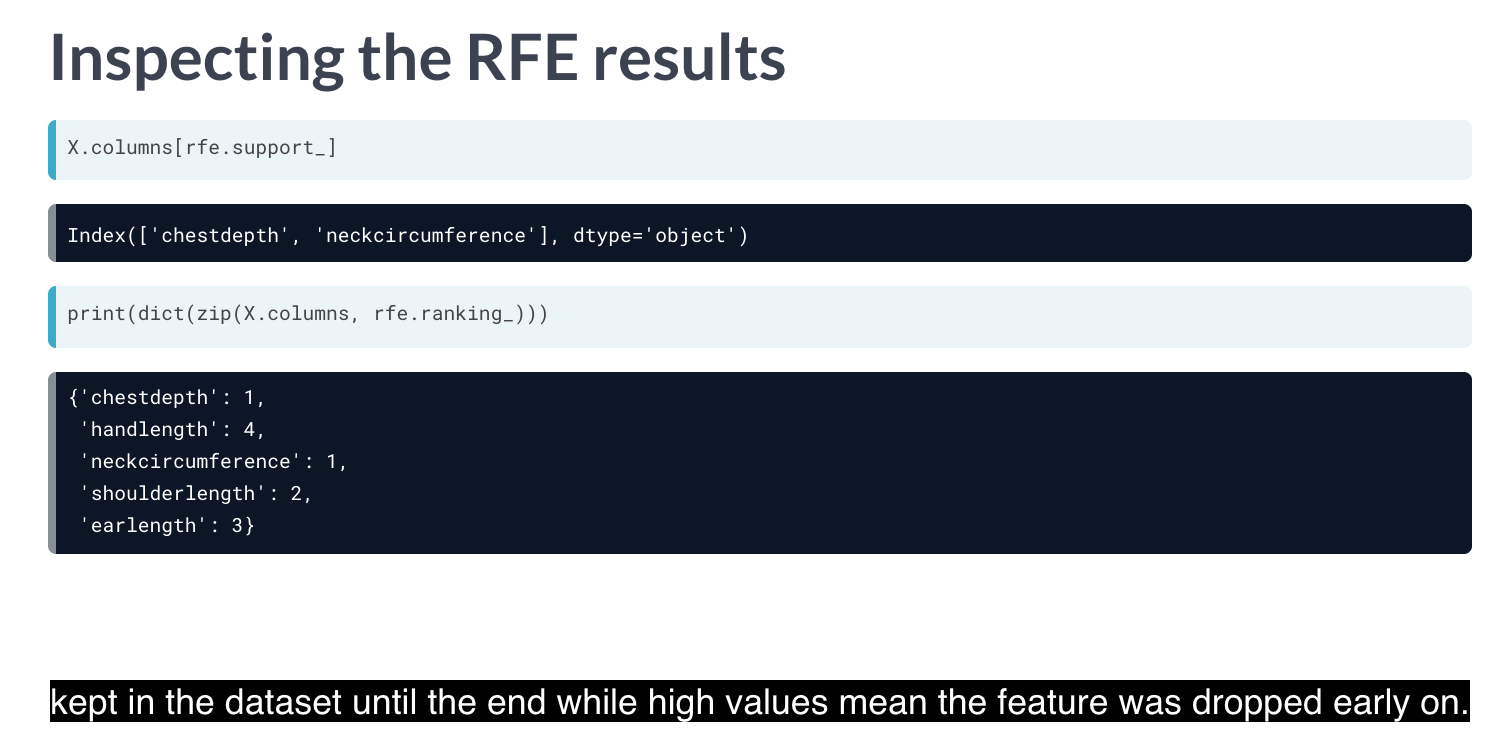 Inspecting the RFE results
X.columns[rfe.support_]
Index(['chestdepth', 'neckcircumference'], dtype='object')
print(dict(zip(X.columns, rfe.ranking_)))
{'chestdepth': 1,
 'handlength': 4,
 'neckcircumference': 1,
 'shoulderlength': 2,
 'earlength': 3}
kept in the dataset until the end while high values mean the feature was dropped early on.